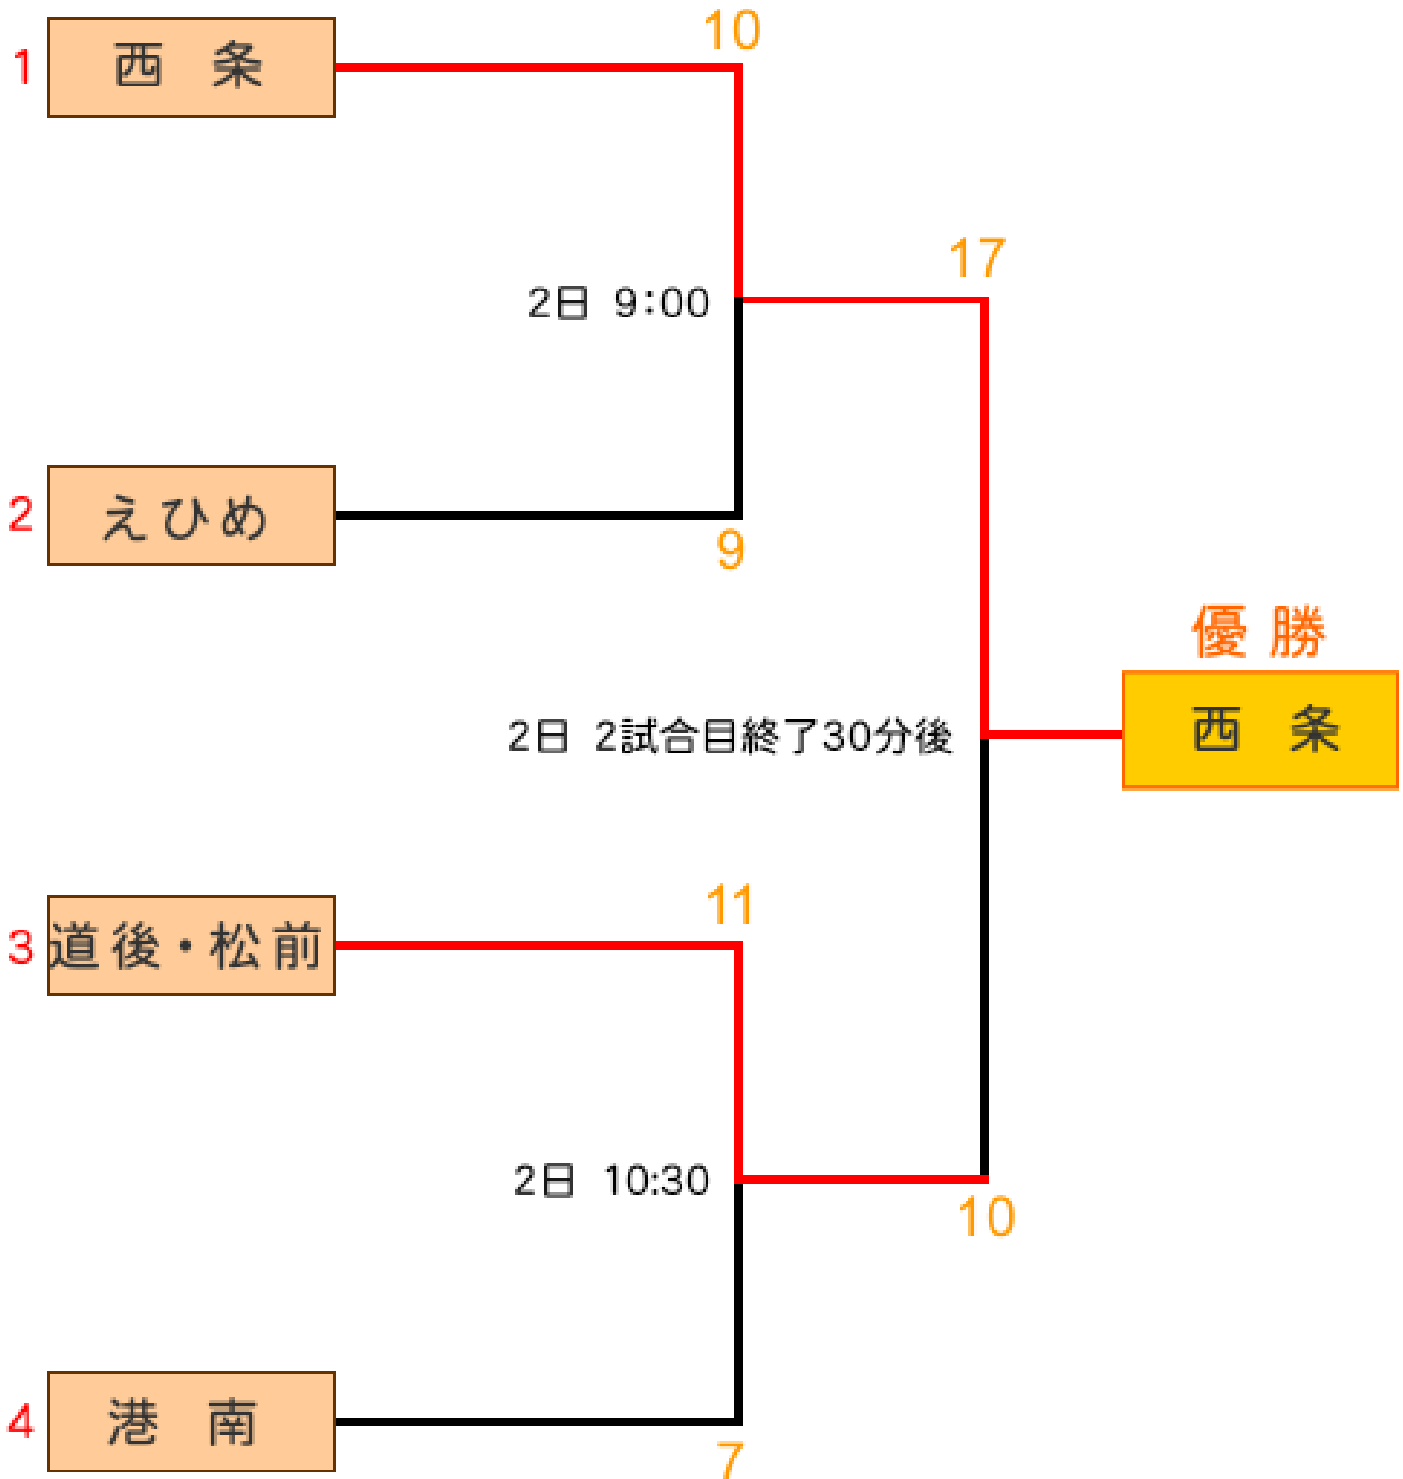 10
1 西 条
17
2日 9:00
2 えひめ
9
優勝
西 条
2日 2試合目終了30分後
11
3 道後・松前
2日 10:30
10
4 港 南
7